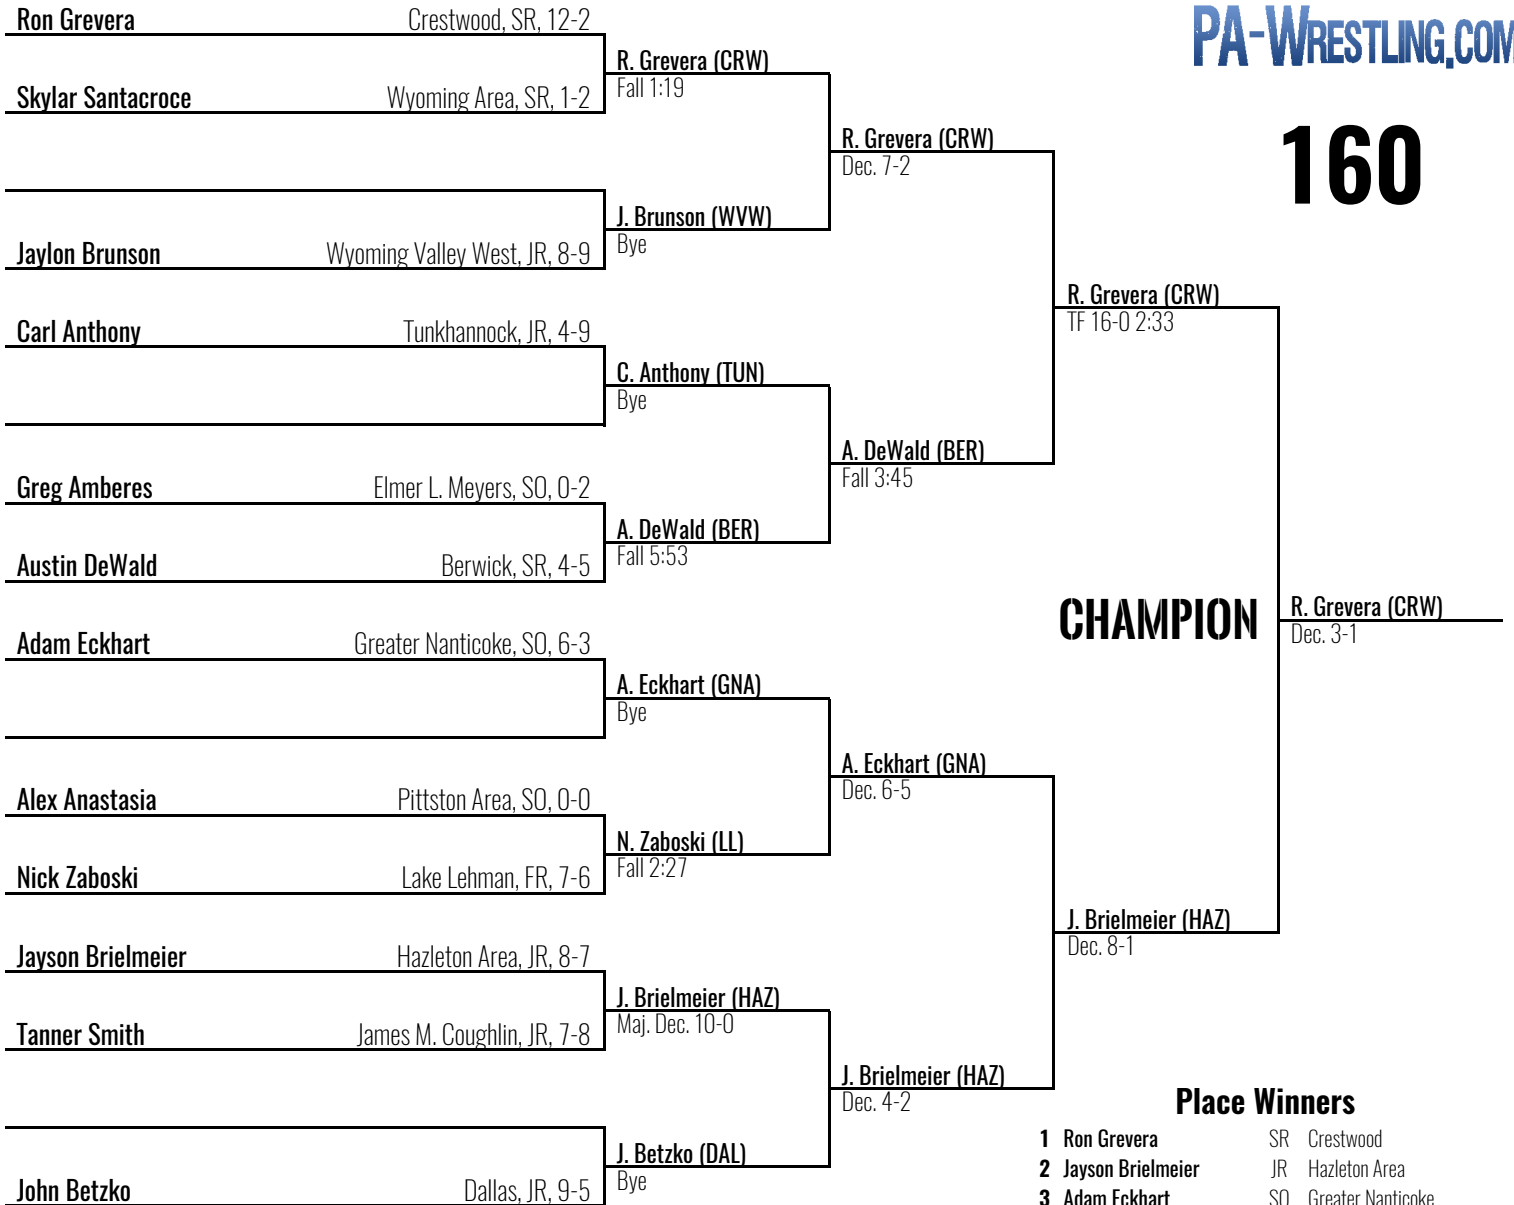 PA-WRESTLING.COM
160
Ron Grevera Crestwood, SR, 12-2
Skylar Santacroce Wyoming Area, SR, 1-2
Jaylon Brunson Wyoming Valley West, JR, 8-9
Carl Anthony Tunkhannock, JR, 4-9
Greg Amberes Elmer L. Meyers, SO, 0-2
Austin DeWald Berwick, SR, 4-5
Adam Eckhart Greater Nanticoke, SO, 6-3
Alex Anastasia Pittston Area, SO, 0-0
Nick Zaboski Lake Lehman, FR, 7-6
Jayson Brielmeier Hazleton Area, JR, 8-7
Tanner Smith James M. Coughlin, JR, 7-8
John Betzko Dallas, JR, 9-5
R. Grevera (CRW)
Fall 1:19
J. Brunson (WVW)
Bye
C. Anthony (TUN)
Bye
A. DeWald (BER)
Fall 5:53
A. Eckhart (GNA)
Bye
N. Zaboski (LL)
Fall 2:27
J. Brielmeier (HAZ)
Maj. Dec. 10-0
J. Betzko (DAL)
Bye
R. Grevera (CRW)
Dec. 7-2
A. DeWald (BER)
Fall 3:45
A. Eckhart (GNA)
Dec. 6-5
J. Brielmeier (HAZ)
Dec. 4-2
R. Grevera (CRW)
TF 16-0 2:33
J. Brielmeier (HAZ)
Dec. 8-1
CHAMPION
R. Grevera (CRW)
Dec. 3-1
Place Winners
1 Ron Grevera SR Crestwood
2 Jayson Brielmeier JR Hazleton Area
3 Adam Eckhart SO Greater Nanticoke